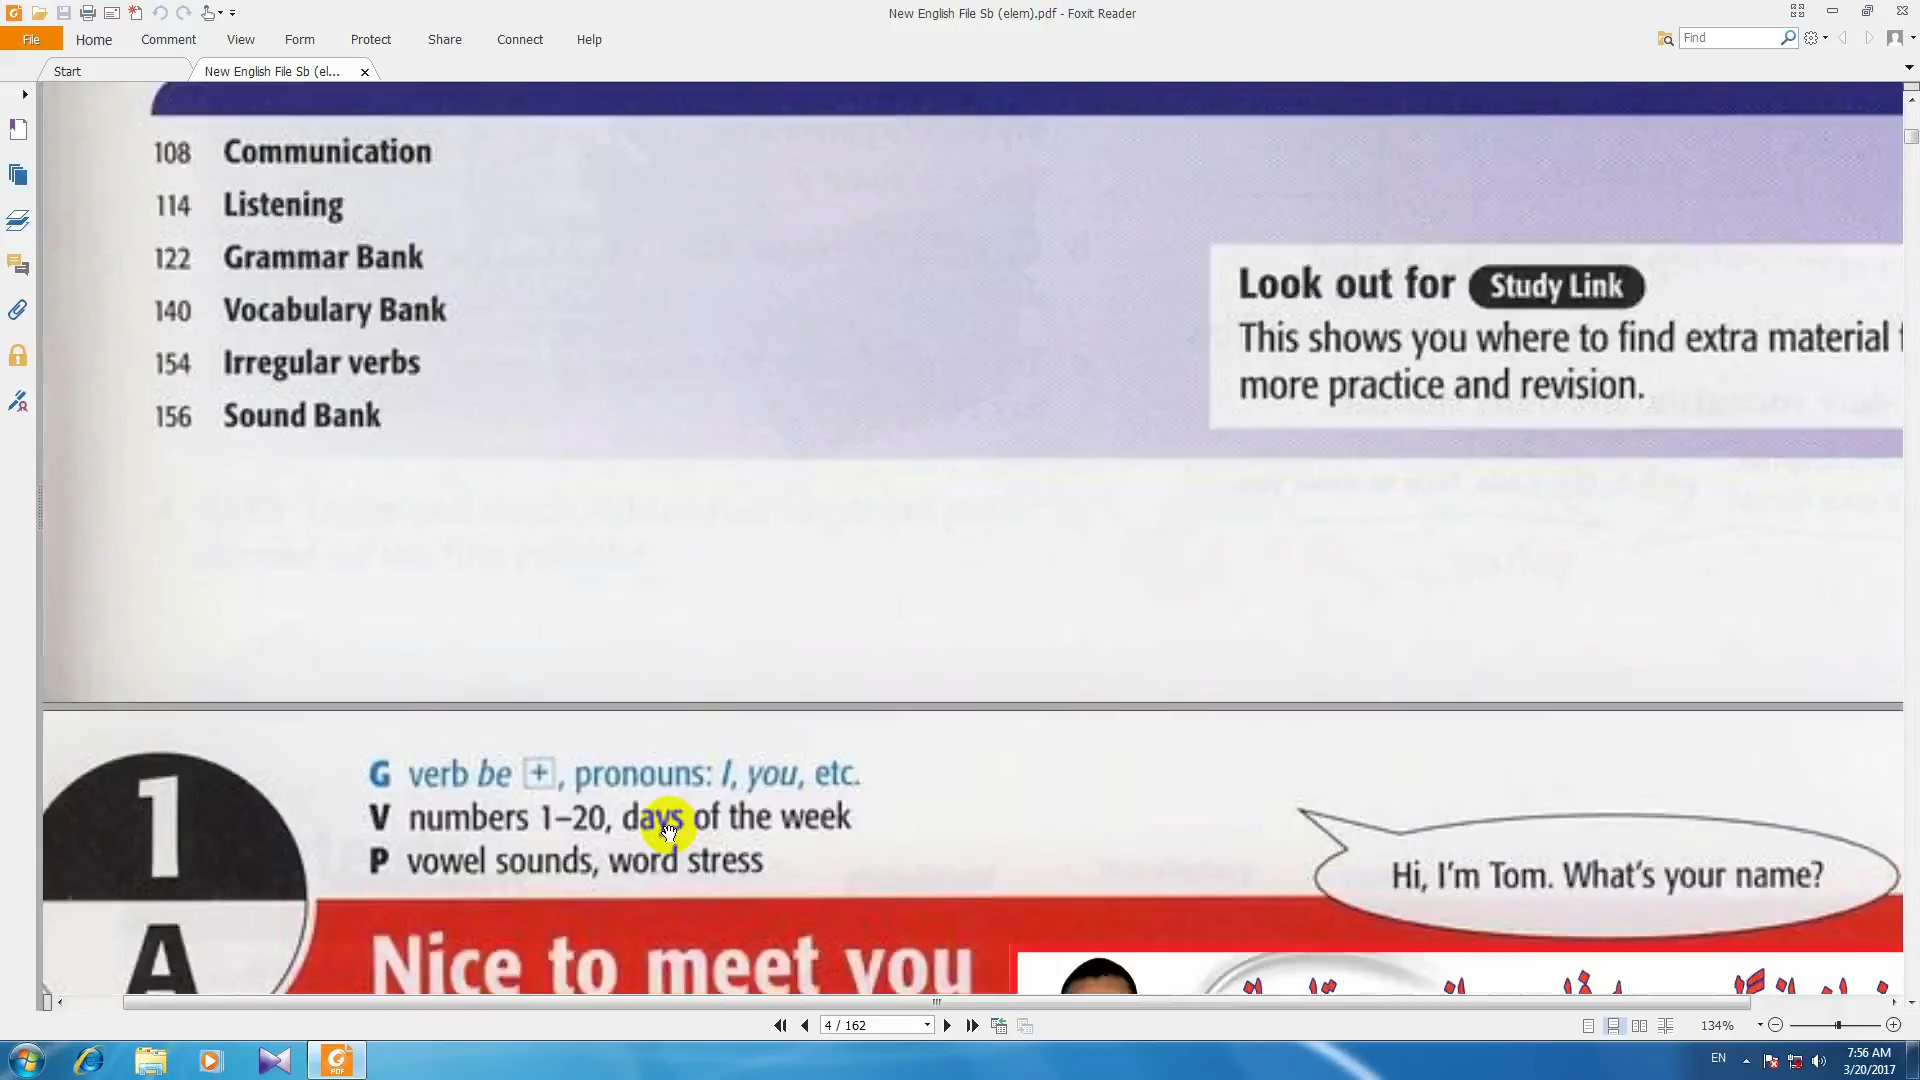 New English File Sb (elem).pdf - Foxit Reader
File Home Comment View Form Protect Share Connect Help
Find
Start
New English File Sb (el...
108 Communication
114 Listening
122 Grammar Bank
140 Vocabulary Bank
154 Irregular verbs
156 Sound Bank
Look out for Study Link
This shows you where to find extra material
more practice and revision.
1
A
G verb be +, pronouns: I, you, etc.
V numbers 1–20, days of the week
P vowel sounds, word stress
Hi, I'm Tom. What's your name?
Nice to meet you
4 / 162
134%
PDF
EN
7:56 AM
3/20/2017